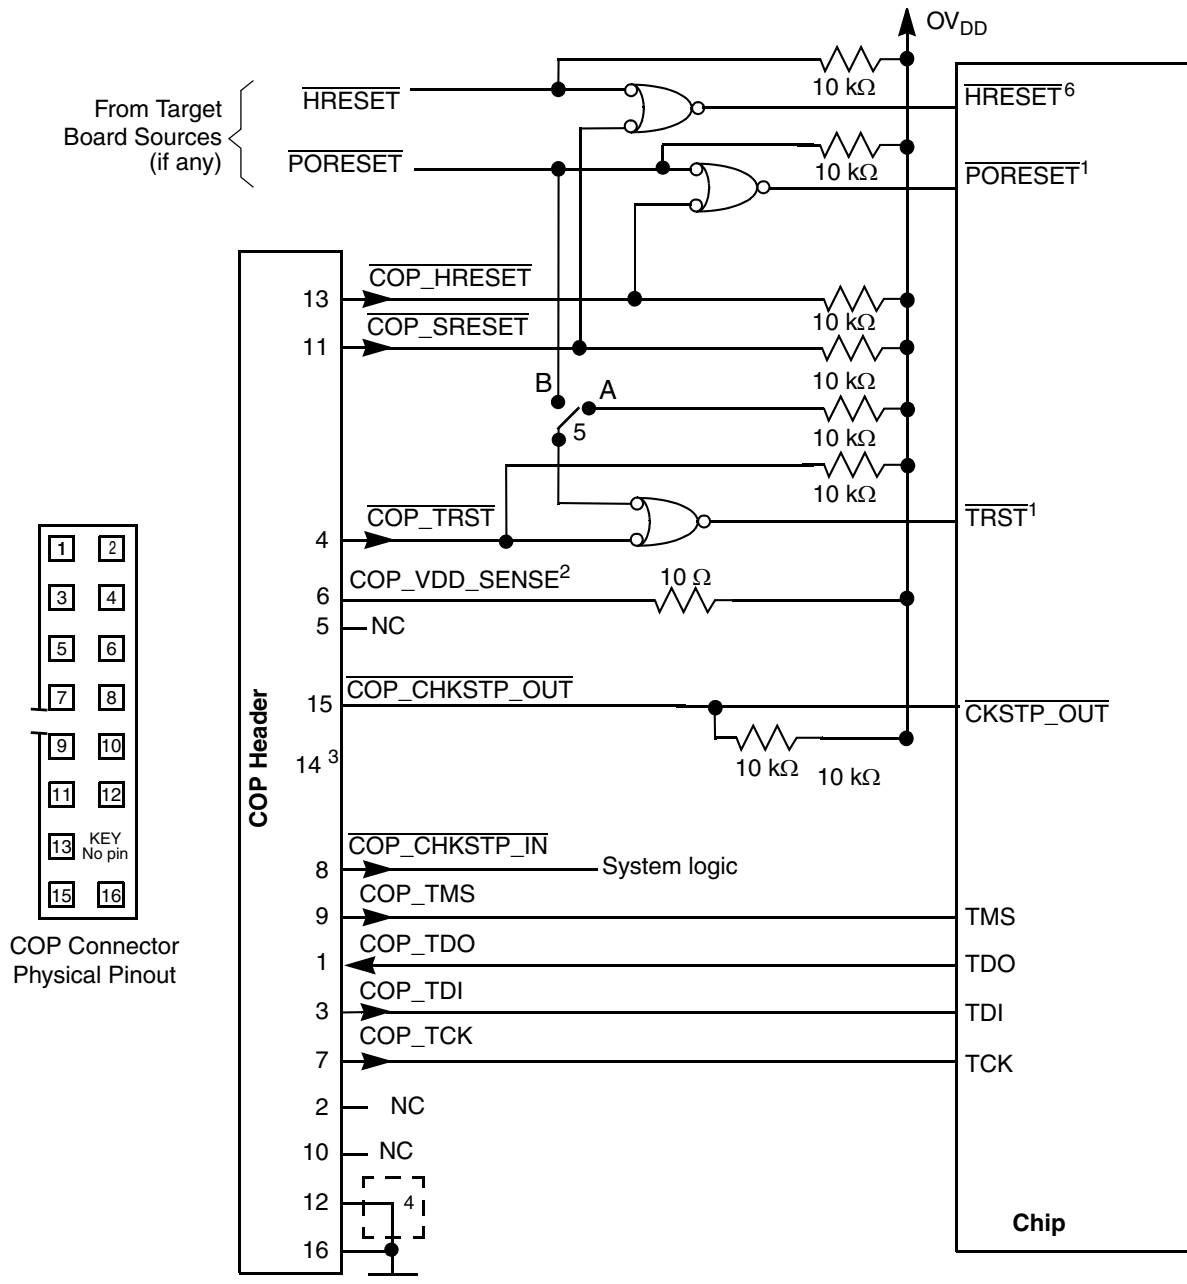 OVDD
10 kΩ
From Target
Board Sources
(if any)
HRESET
HRESET6
PORESET
10 kΩ
PORESET1
13
COP_HRESET
10 kΩ
11
COP_SRESET
10 kΩ
B
A
5
10 kΩ
10 kΩ
4
COP_TRST
TRST1
6
COP_VDD_SENSE2
10 Ω
5
NC
15
COP_CHKSTP_OUT
CKSTP_OUT
10 kΩ
10 kΩ
14 3
COP Header
8
COP_CHKSTP_IN
System logic
9
COP_TMS
TMS
1
COP_TDO
TDO
3
COP_TDI
TDI
7
COP_TCK
TCK
2
NC
10
NC
12
4
16
Chip
1 2
3 4
5 6
7 8
9 10
11 12
13 KEY
No pin
15 16
COP Connector
Physical Pinout